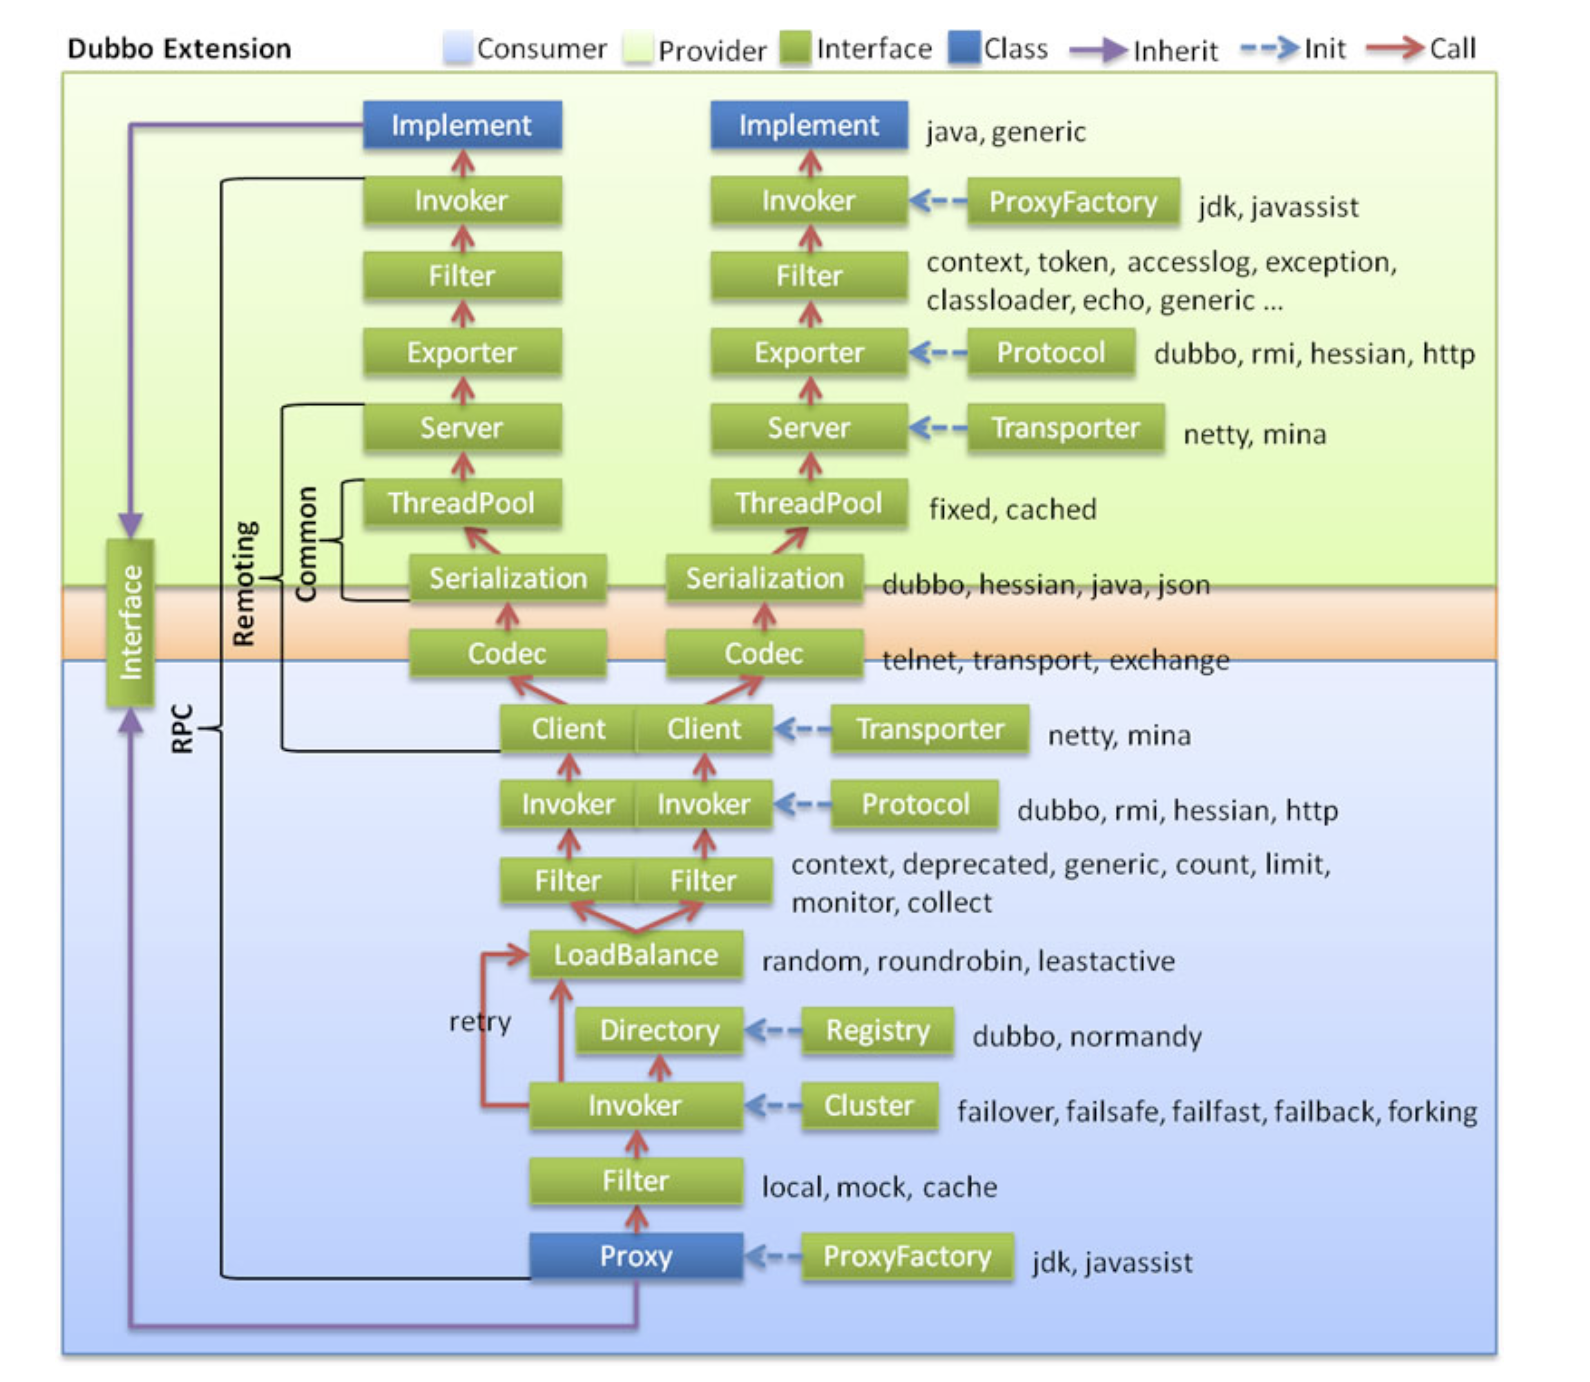 Dubbo Extension Consumer Provider Interface Class Inherit Init Call
Implement Implement java, generic
Invoker Invoker ProxyFactory jdk, javassist
Filter Filter context, token, accesslog, exception,
classloader, echo, generic ...
Exporter Exporter Protocol dubbo, rmi, hessian, http
Server Server Transporter netty, mina
ThreadPool ThreadPool fixed, cached
Common
Remoting
Interface
RPC
Serialization Serialization dubbo, hessian, java, json
Codec Codec telnet, transport, exchange
Client Client Transporter netty, mina
Invoker Invoker Protocol dubbo, rmi, hessian, http
Filter Filter context, deprecated, generic, count, limit,
monitor, collect
LoadBalance random, roundrobin, leastactive
retry
Directory Registry dubbo, normandy
Invoker Cluster failover, failsafe, failfast, failback, forking
Filter local, mock, cache
Proxy ProxyFactory jdk, javassist